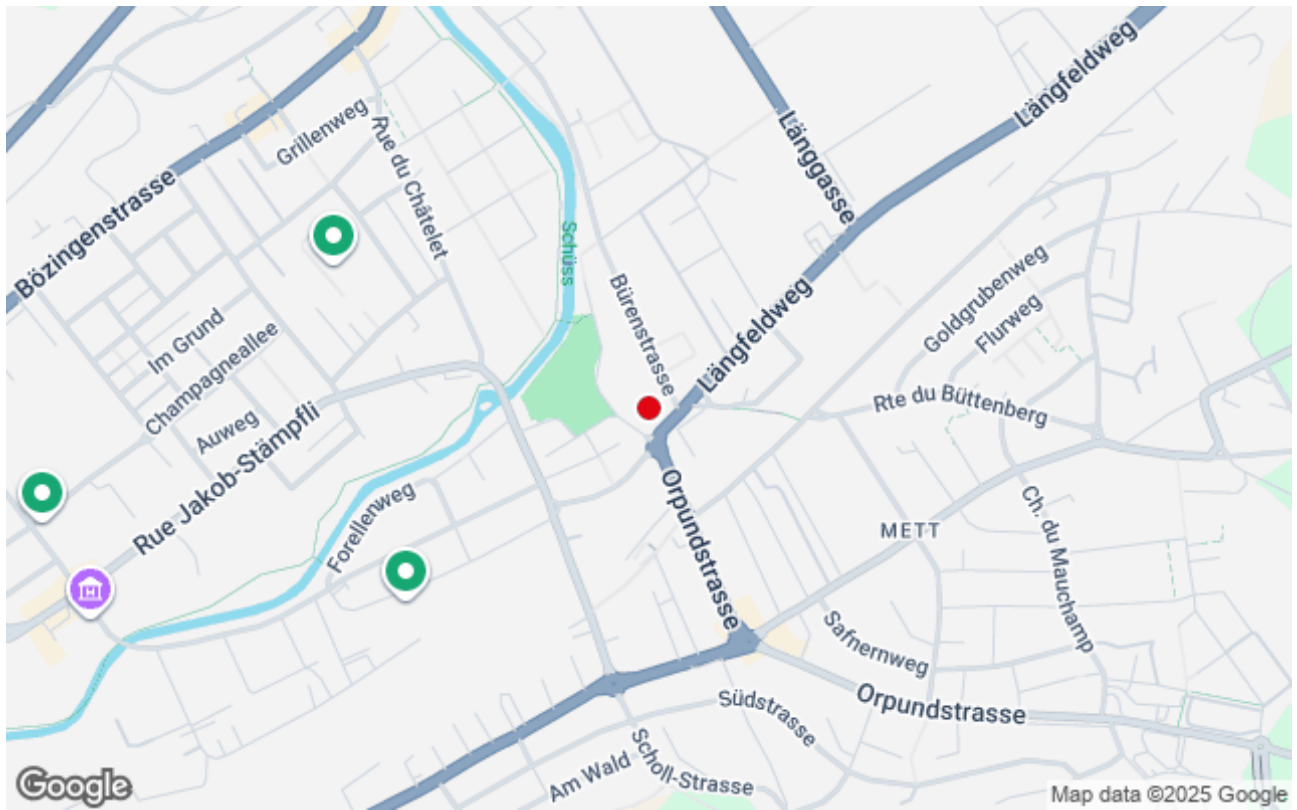 Längfeldweg
Grillenweg
Rue du Châtelet
Länggasse
Bözingenstrasse
Schüss
Bürenstrasse
Längfeldweg
Goldgrubenweg
Flurweg
Im Grund
Champagneallee
Auweg
Rte du Büttenberg
Rue Jakob-Stämpfli
Forellenweg
Orpundstrasse
METT
Ch. du Mauchamp
Safnernweg
Orpundstrasse
Südstrasse
Scholl-Strasse
Am Wald
H
Google
Map data ©2025 Google